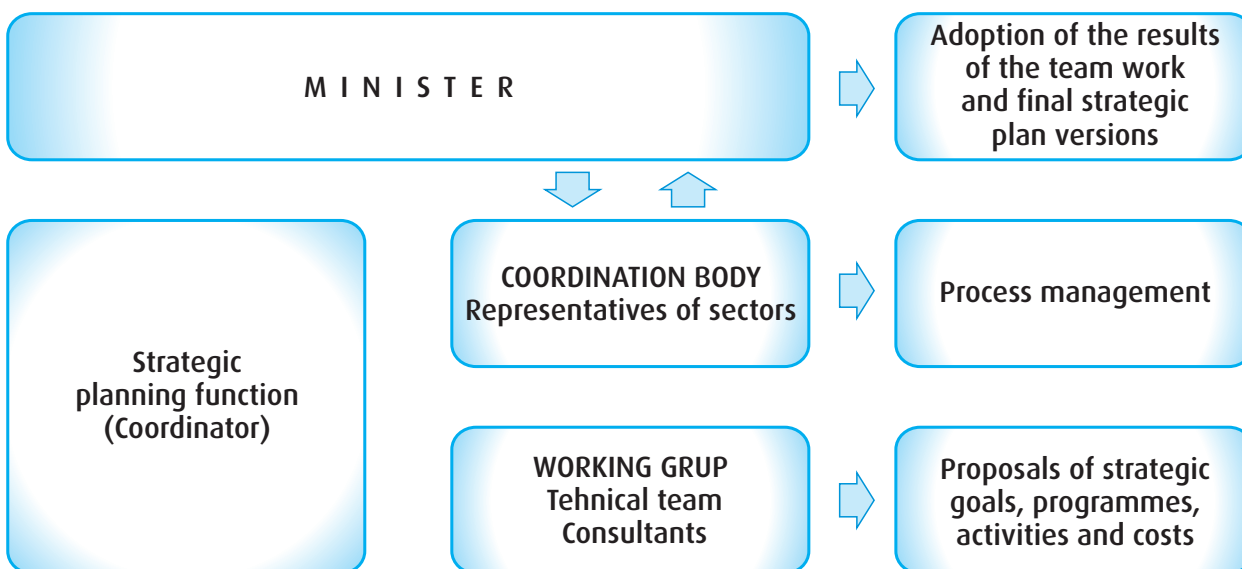 M I N I S T E R
Adoption of the results
of the team work
and final strategic
plan versions
Strategic
planning function
(Coordinator)
COORDINATION BODY
Representatives of sectors
Process management
WORKING GRUP
Tehnical team
Consultants
Proposals of strategic
goals, programmes,
activities and costs